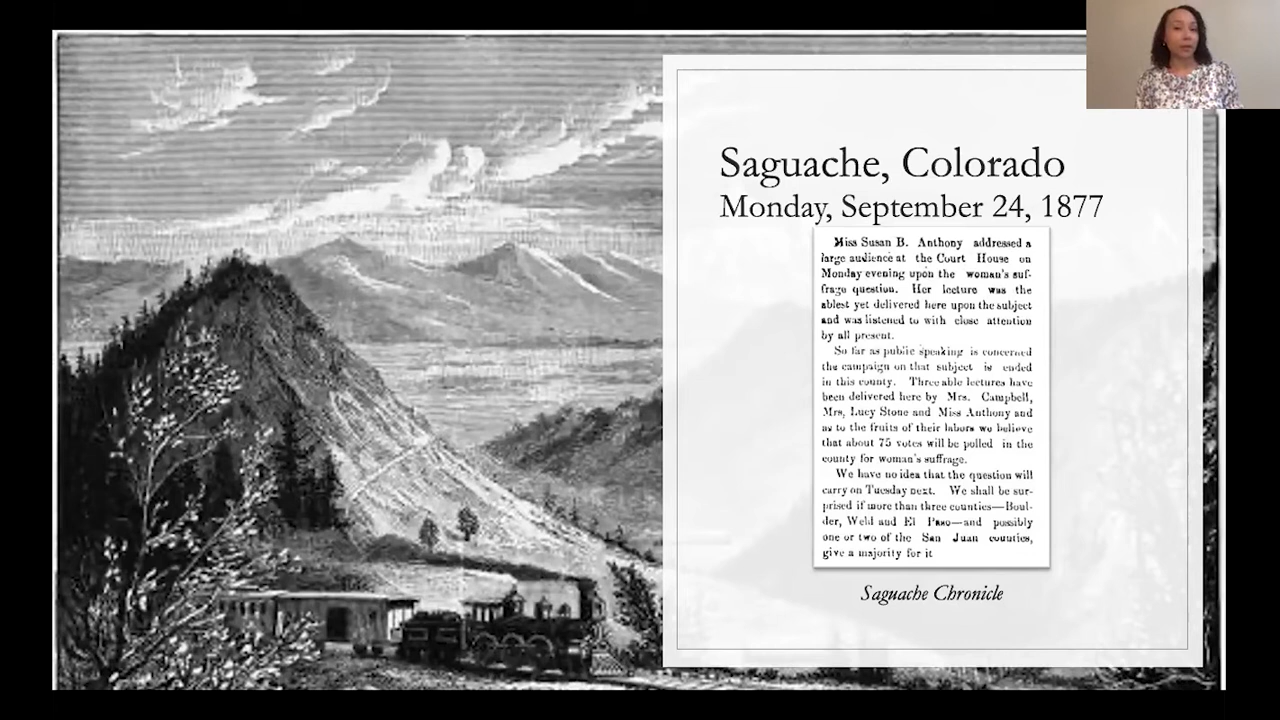 Saguache, Colorado
Monday, September 24, 1877
Miss Susan B. Anthony addressed a
large audience at the Court House on
Monday evening upon the woman's suf-
frage question. Her lecture was the
ablest yet delivered here upon the subject
and was listened to with close attention
by all present.
So far as public speaking is concerned
the campaign on that subject is ended
in this county. Three able lectures have
been delivered here by Mrs. Campbell,
Mrs, Lucy Stone and Miss Anthony and
as to the fruits of their labors we believe
that about 75 votes will be polled in the
county for woman's suffrage.
We have no idea that the question will
carry on Tuesday next. We shall be sur-
prised if more than three counties—Boul-
der, Weld and El Paso—and possibly
one or two of the San Juan counties,
give a majority for it
Saguache Chronicle